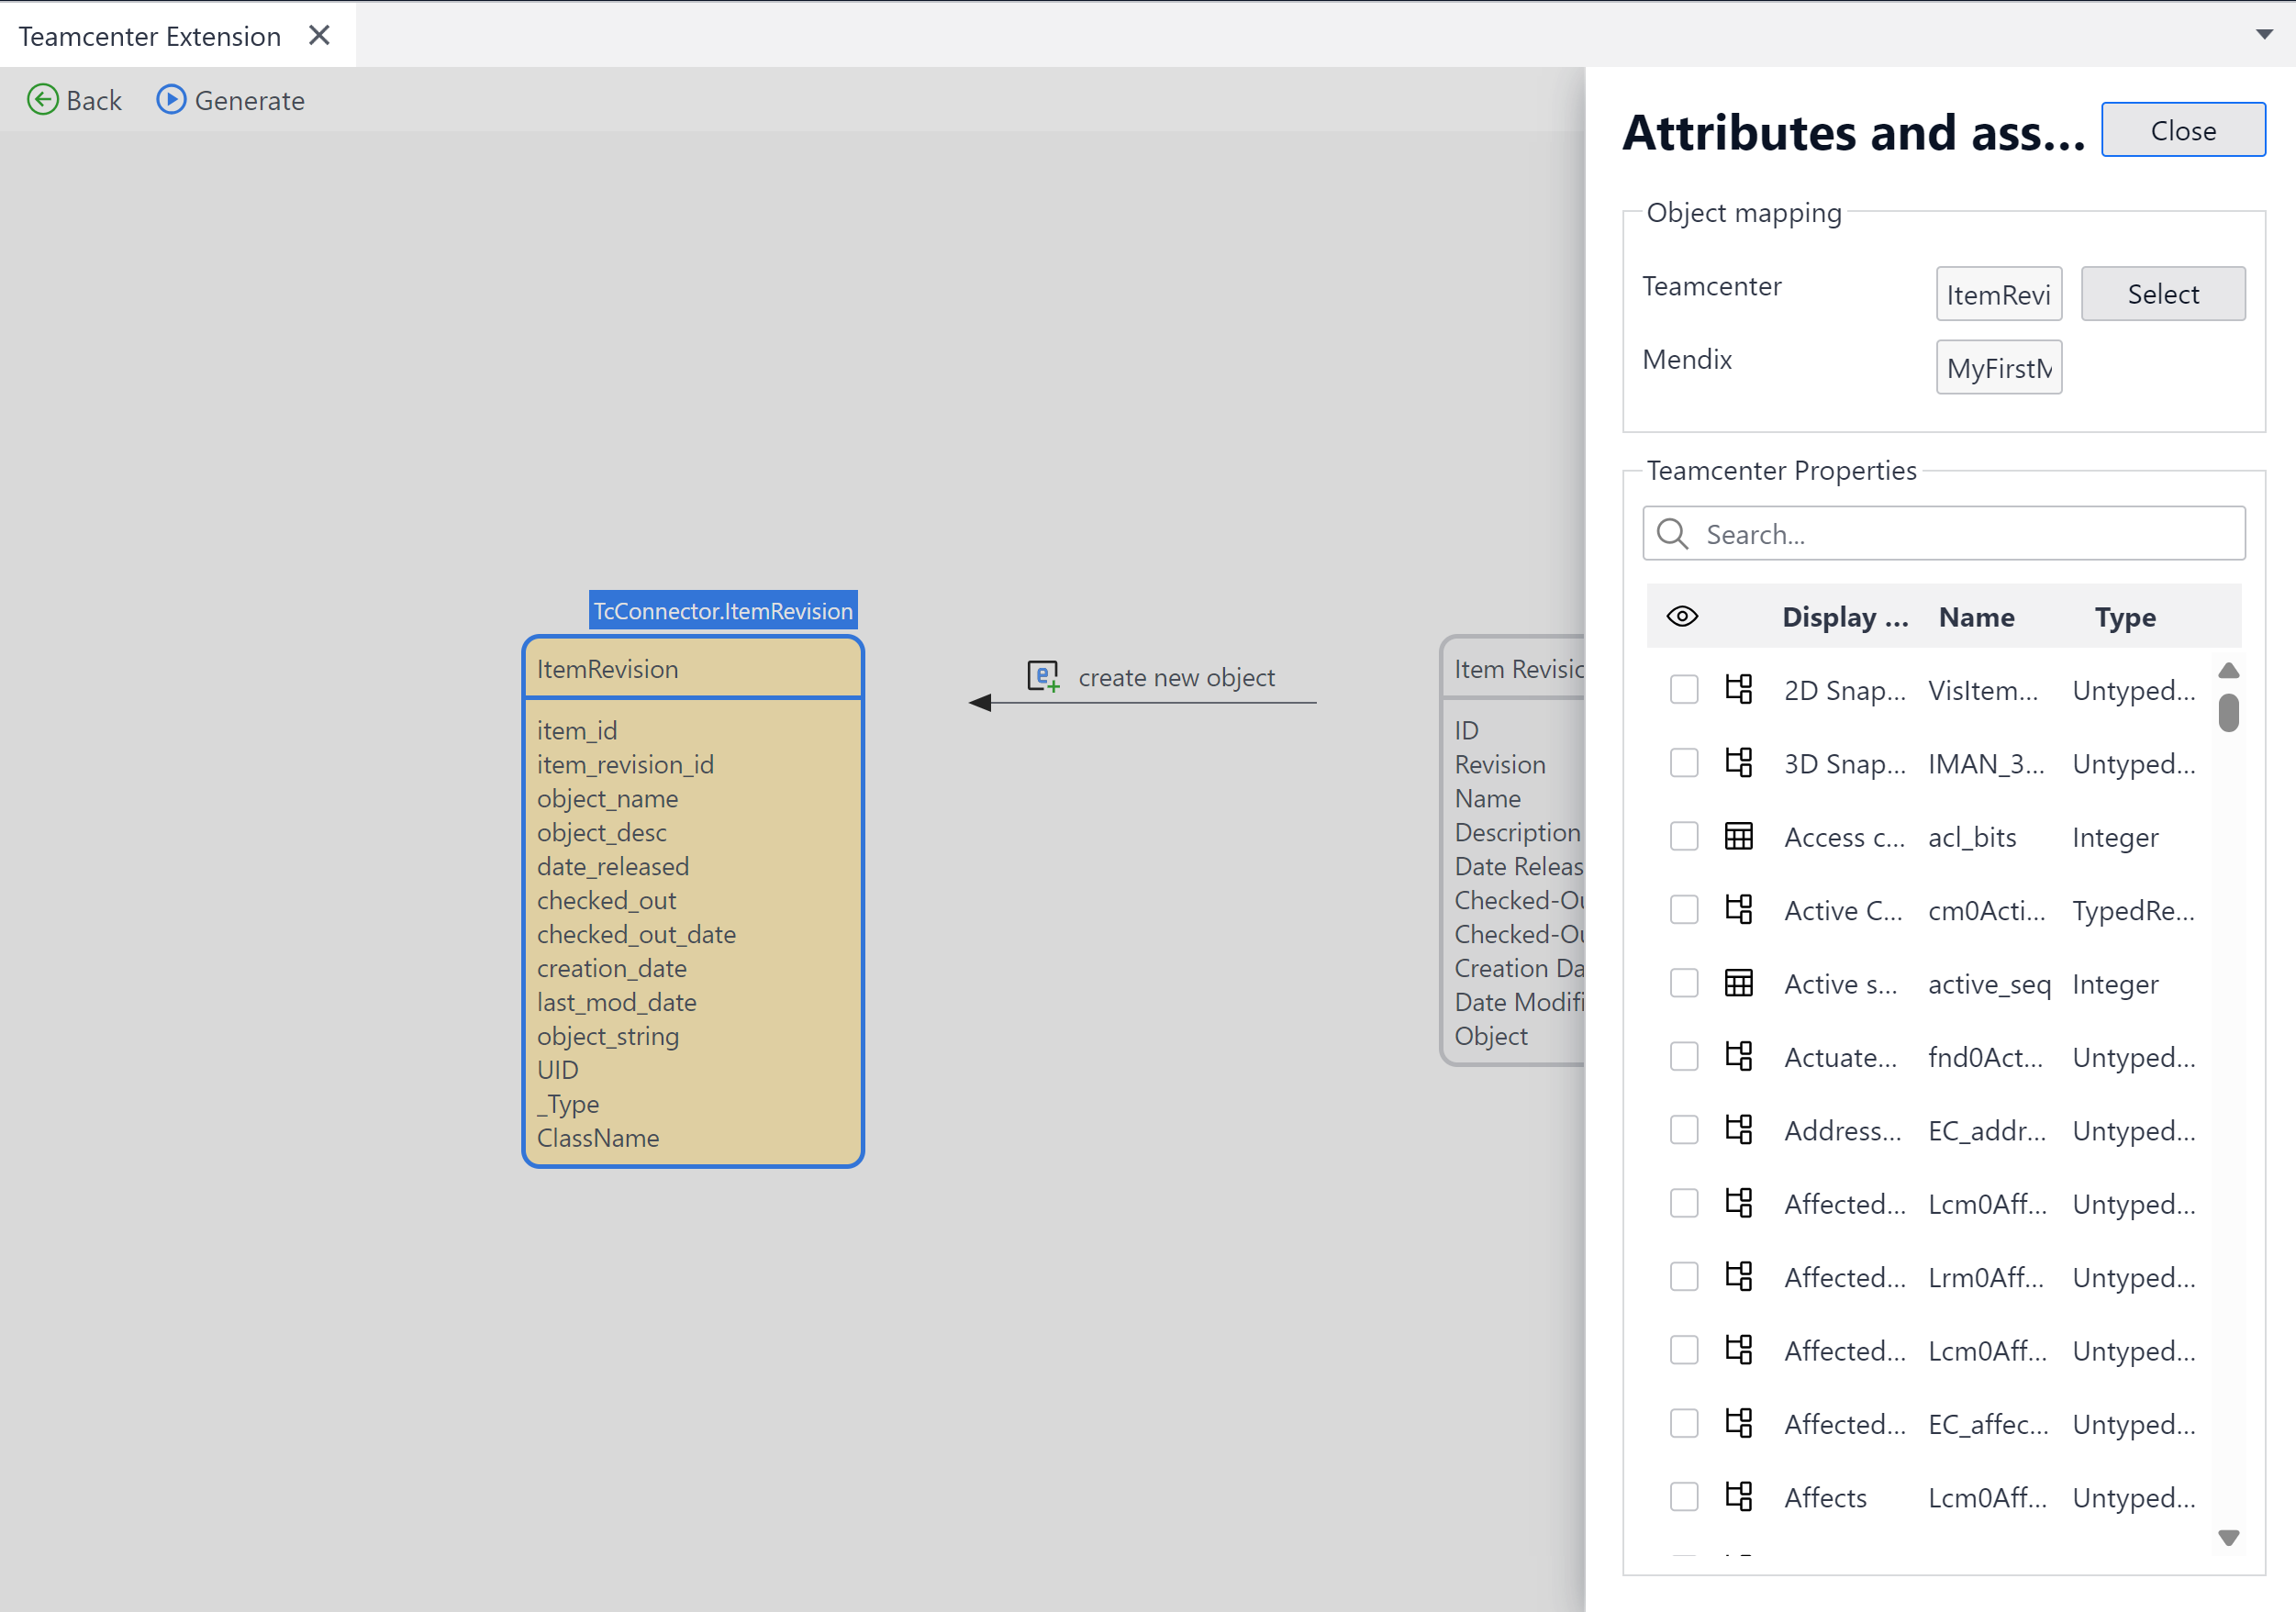 Teamcenter Extension
Back Generate
Attributes and ass... Close
Object mapping
Teamcenter ItemRevi Select
Mendix MyFirstM
Teamcenter Properties
Search...
Display ... Name Type
2D Snap... VisItem... Untyped...
3D Snap... IMAN_3... Untyped...
Access c... acl_bits Integer
Active C... cm0Acti... TypedRe...
Active s... active_seq Integer
Actuate... fnd0Act... Untyped...
Address... EC_addr... Untyped...
Affected... Lcm0Aff... Untyped...
Affected... Lrm0Aff... Untyped...
Affected... Lcm0Aff... Untyped...
Affected... EC_affec... Untyped...
Affects Lcm0Aff... Untyped...
TcConnector.ItemRevision
ItemRevision
item_id
item_revision_id
object_name
object_desc
date_released
checked_out
checked_out_date
creation_date
last_mod_date
object_string
UID
_Type
ClassName
create new object
Item Revisio
ID
Revision
Name
Description
Date Releas
Checked-Ou
Checked-Ou
Creation Da
Date Modifi
Object